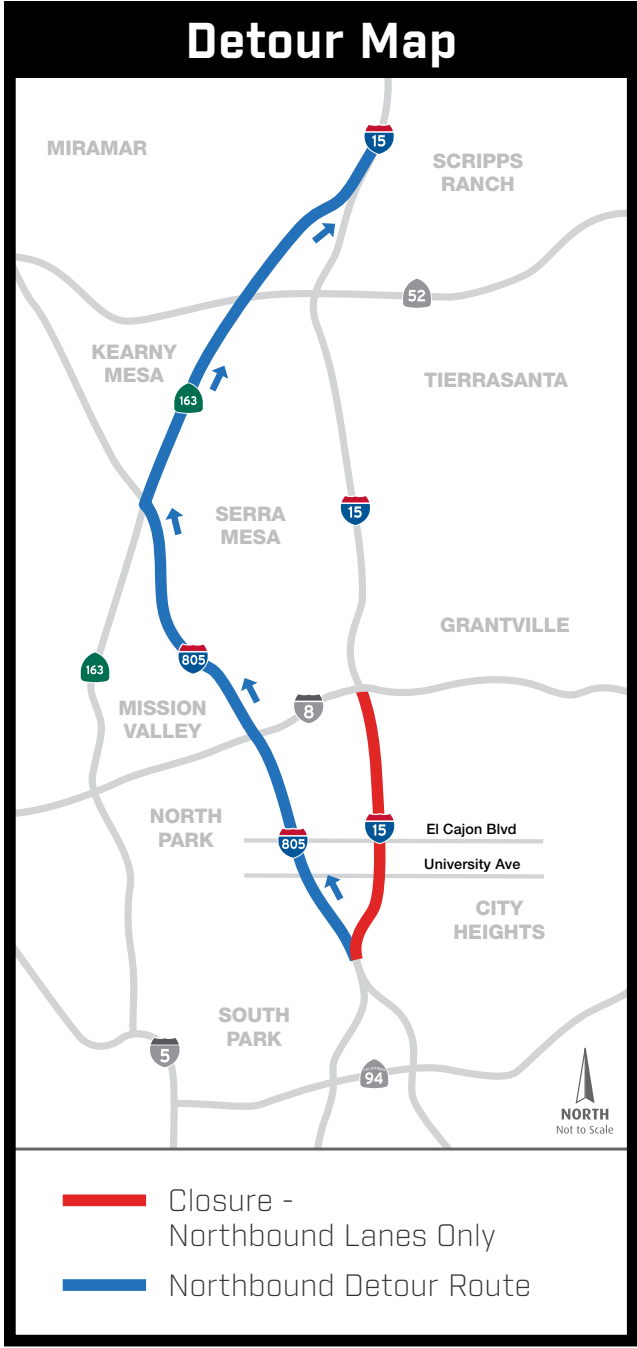 Detour Map
MIRAMAR
15
SCRIPPS
RANCH
52
KEARNY
MESA
TIERRASANTA
163
SERRA
MESA
15
GRANTVILLE
805
163
MISSION
VALLEY
8
NORTH
PARK
15
El Cajon Blvd
805
University Ave
CITY
HEIGHTS
SOUTH
PARK
5
94
NORTH
Not to Scale
Closure -
Northbound Lanes Only
Northbound Detour Route